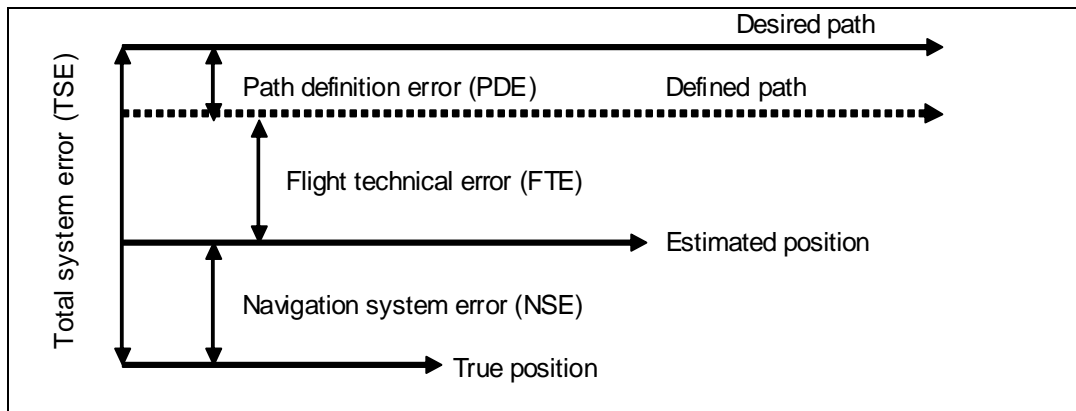 Desired path
Path definition error (PDE)
Defined path
Flight technical error (FTE)
Estimated position
Navigation system error (NSE)
True position
Total system error (TSE)